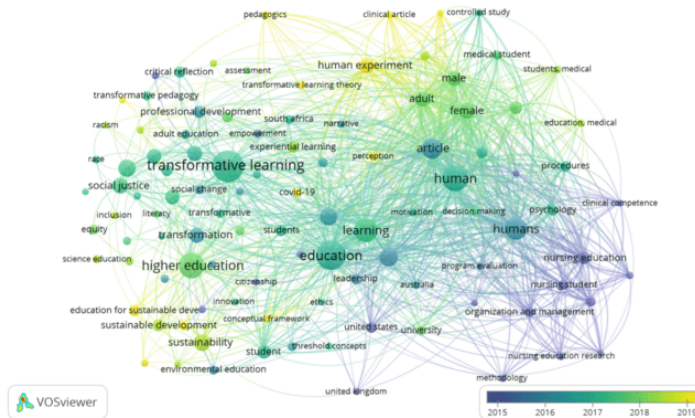 pedagogics
clinical article
controlled study
critical reflection
assessment
human experiment
medical student
male
students, medical
transformative pedagogy
transformative learning theory
adult
racism
professional development
south africa
narrative
female
education, medical
adult education
empowerment
experiential learning
article
race
transformative learning
perception
procedures
social justice
social change
covid-19
human
inclusion
literacy
transformative
motivation
decision making
psychology
clinical competence
equity
transformation
students
learning
humans
science education
higher education
education
program evaluation
nursing education
citizenship
leadership
australia
nursing student
education for sustainable deve
innovation
ethics
organization and management
sustainable development
conceptual framework
united states
university
sustainability
student
threshold concepts
nursing education research
environmental education
methodology
united kingdom
VOSviewer
2015 2016 2017 2018 2019